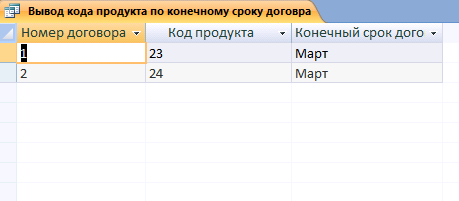 Вывод кода продукта по конечному сроку договра
Номер договора Код продукта Конечный срок дого
1 23 Март
2 24 Март